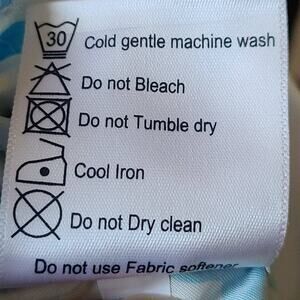 30 Cold gentle machine wash
Do not Bleach
Do not Tumble dry
Cool Iron
Do not Dry clean
Do not use Fabric softener